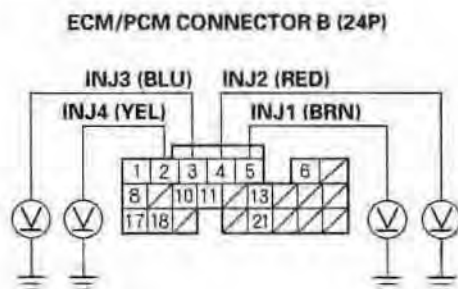 ECM/PCM CONNECTOR B (24P)
INJ3 (BLU) INJ2 (RED)
INJ4 (YEL) INJ1 (BRN)
1 2 3 4 5 6
8 10 11 13
17 18 21
V V V V